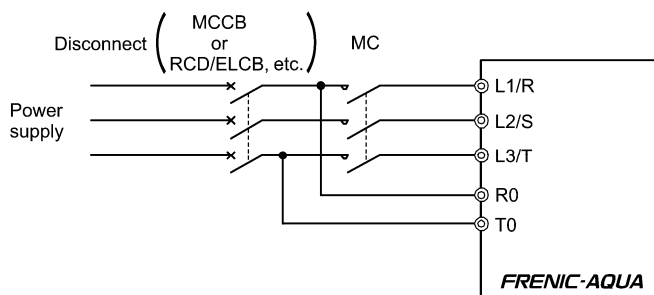 Disconnect
MCCB
or
RCD/ELCB, etc.
MC
Power
supply
L1/R
L2/S
L3/T
R0
T0
FRENIC-AQUA